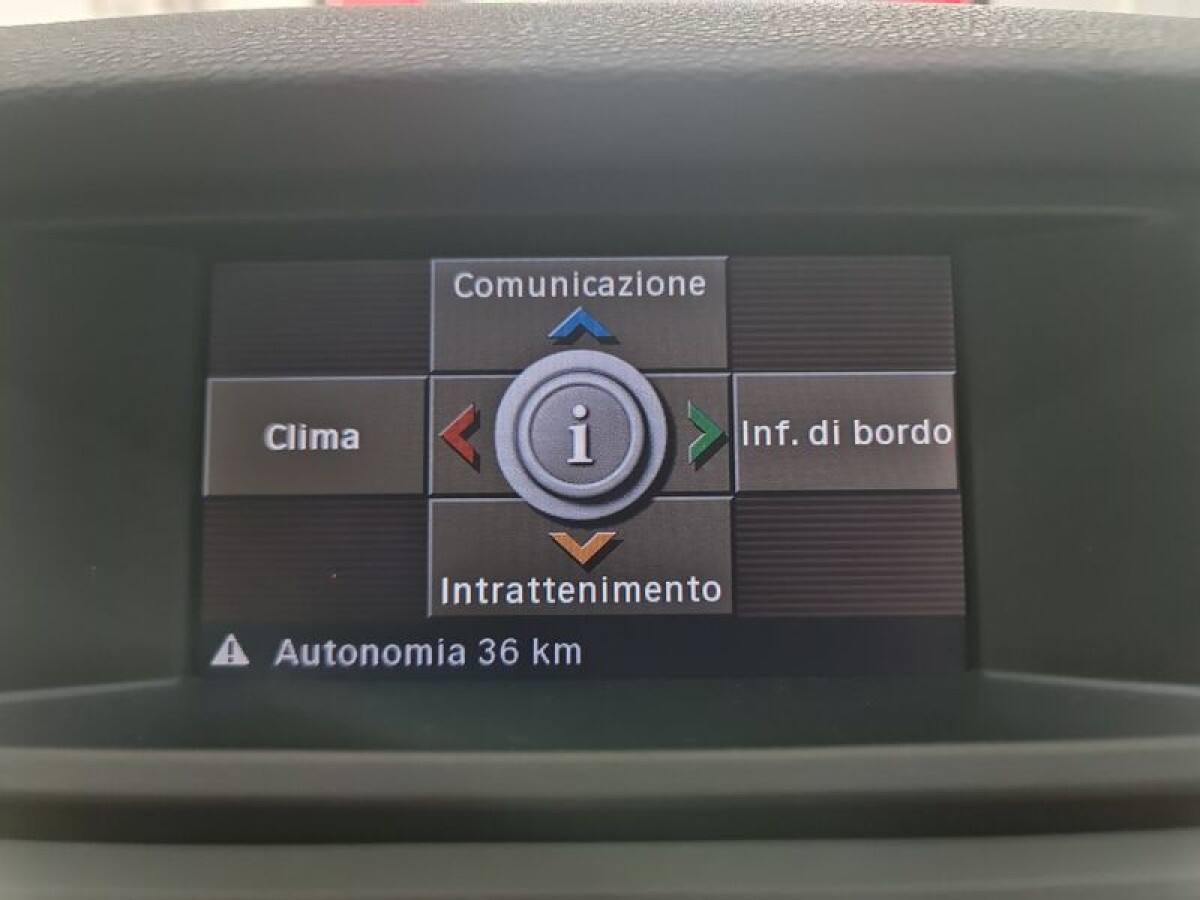 Comunicazione
Clima
i
Inf. di bordo
Intrattenimento
Autonomia 36 km